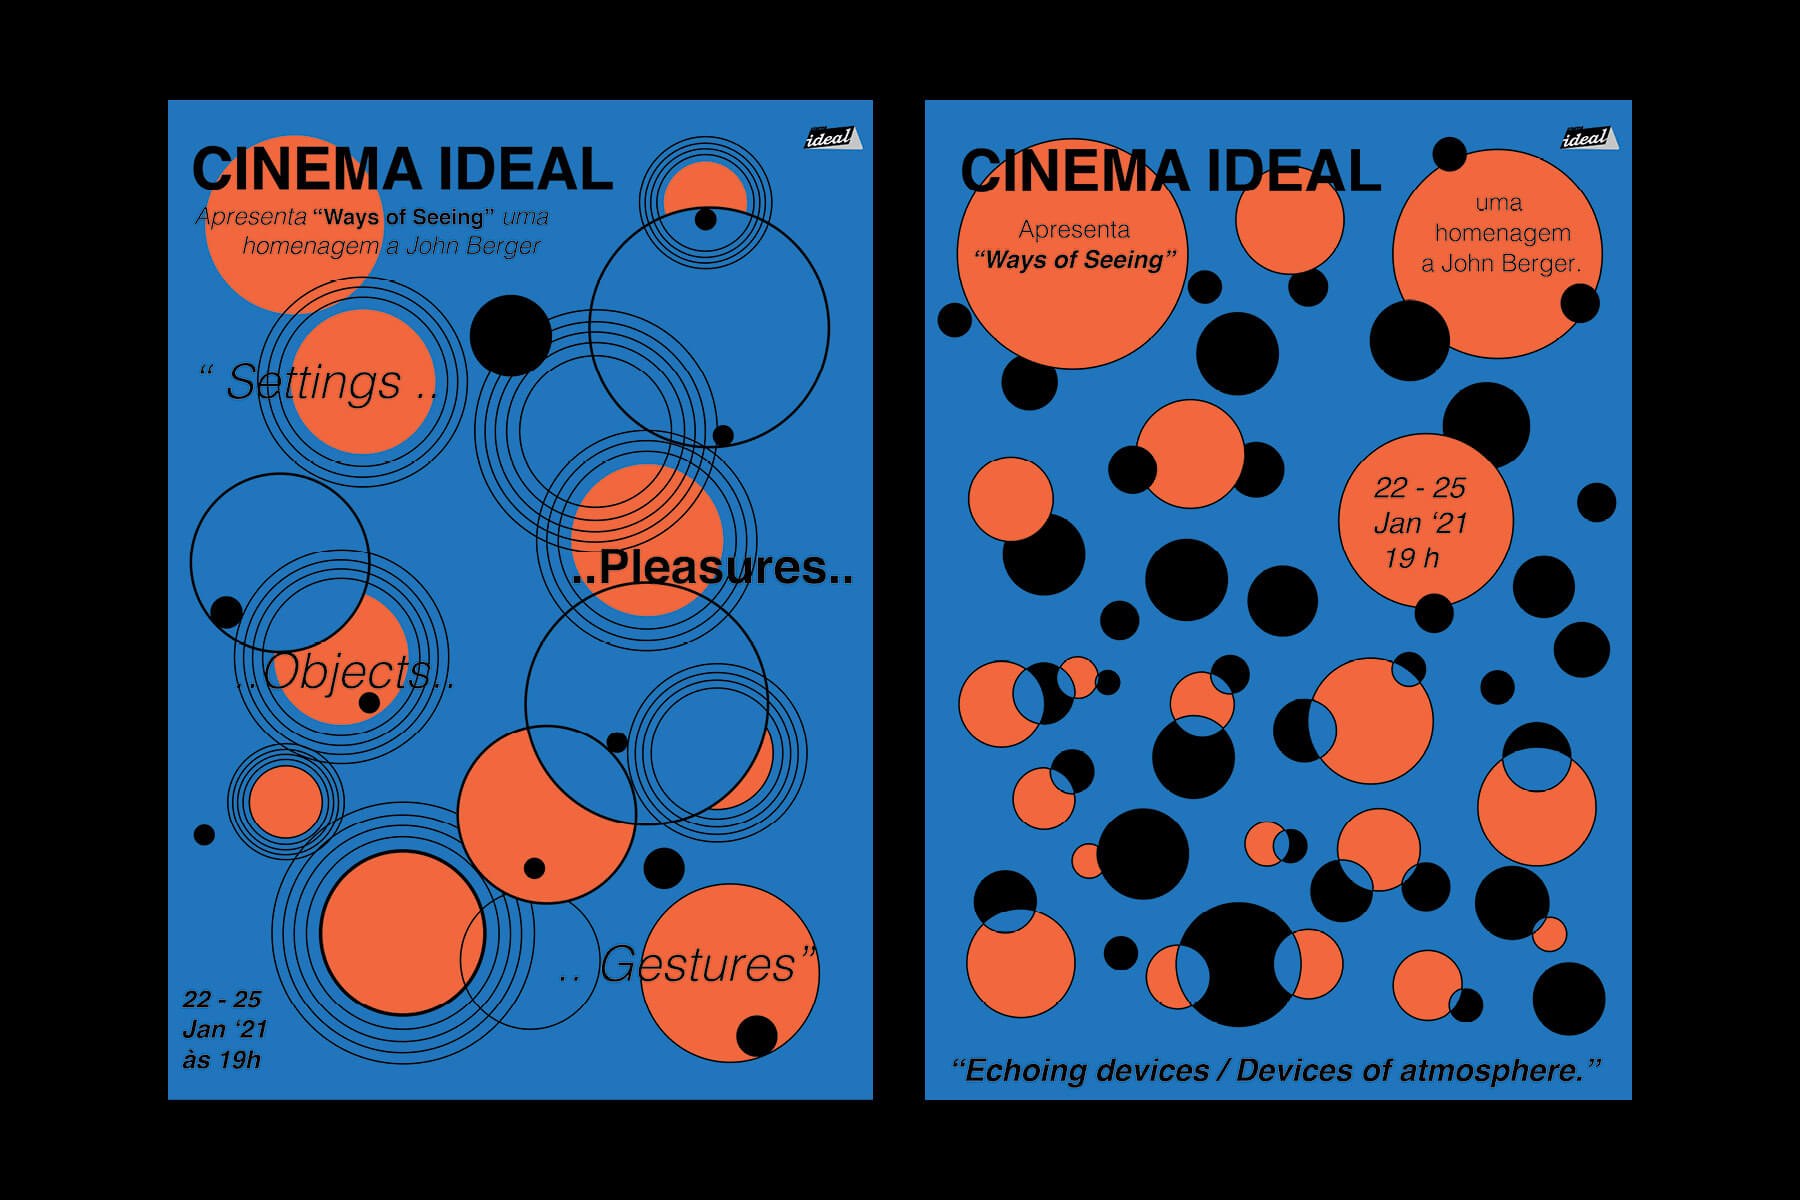 CINEMA IDEAL
ideal
Apresenta “Ways of Seeing” uma
homenagem a John Berger
“ Settings ..
..Pleasures..
..Objects..
.. Gestures”
22 - 25
Jan ‘21
às 19h
CINEMA IDEAL
ideal
Apresenta
“Ways of Seeing”
uma
homenagem
a John Berger.
22 - 25
Jan ‘21
19 h
“Echoing devices / Devices of atmosphere.”